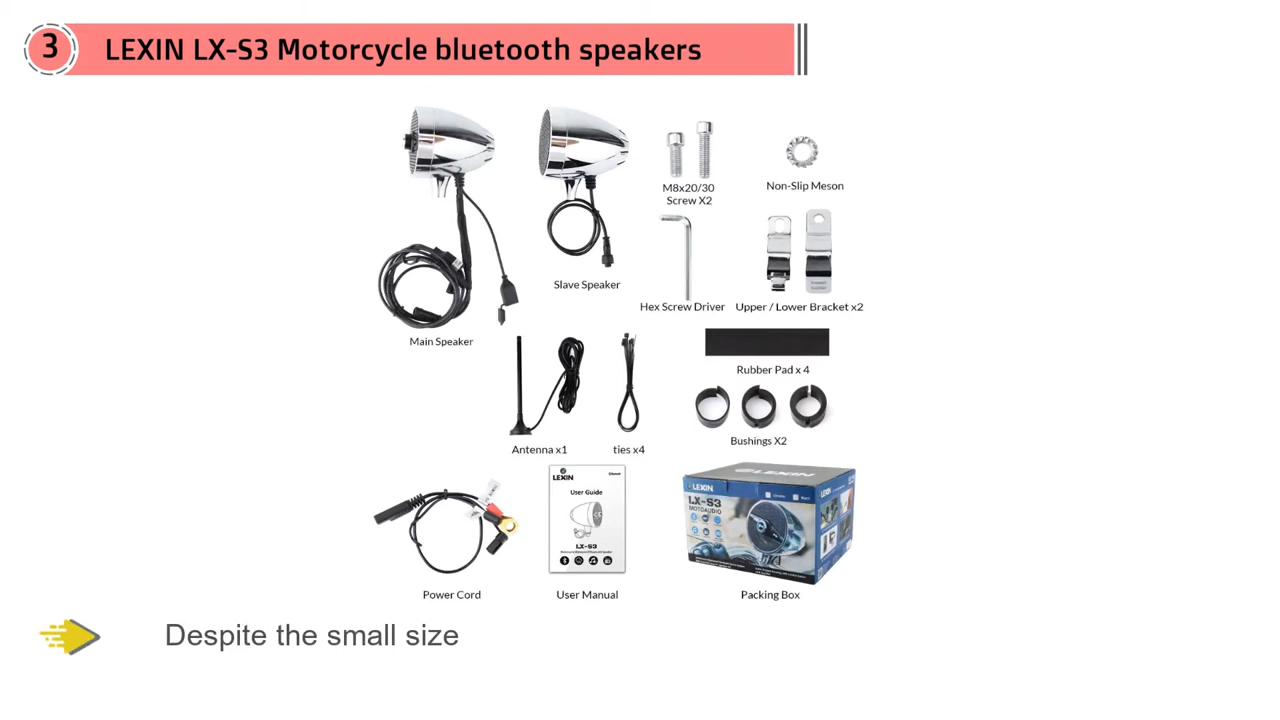 3
LEXIN LX-S3 Motorcycle bluetooth speakers
M8x20/30
Screw X2
Non-Slip Meson
Slave Speaker
Hex Screw Driver
Upper / Lower Bracket x2
Main Speaker
Rubber Pad x 4
Antenna x1
ties x4
Bushings X2
LEXIN
User Guide
LX-S3
LEXIN
LEXIN
LX-S3
MOTOAUDIO
LEXIN
Power Cord
User Manual
Packing Box
Despite the small size